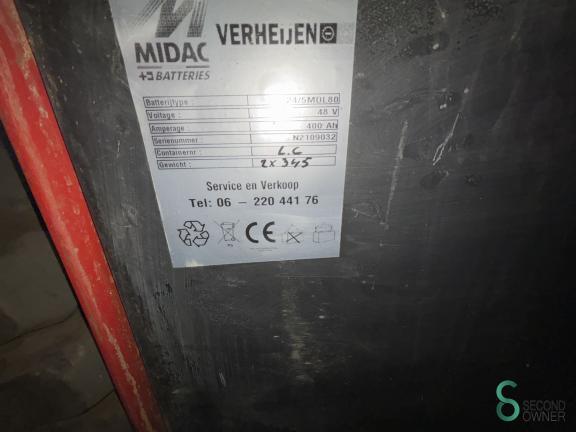 MIDAC
BATTERIES
VERHEIJEN
Batterijtype : 24/5MOL80
Voltage : 48 V
Amperage : 400 Ah
Serienummer : N2109032
Containernr : L.C
Gewicht : 2x345
Service en Verkoop
Tel: 06 - 220 441 76
CE
SECOND
OWNER